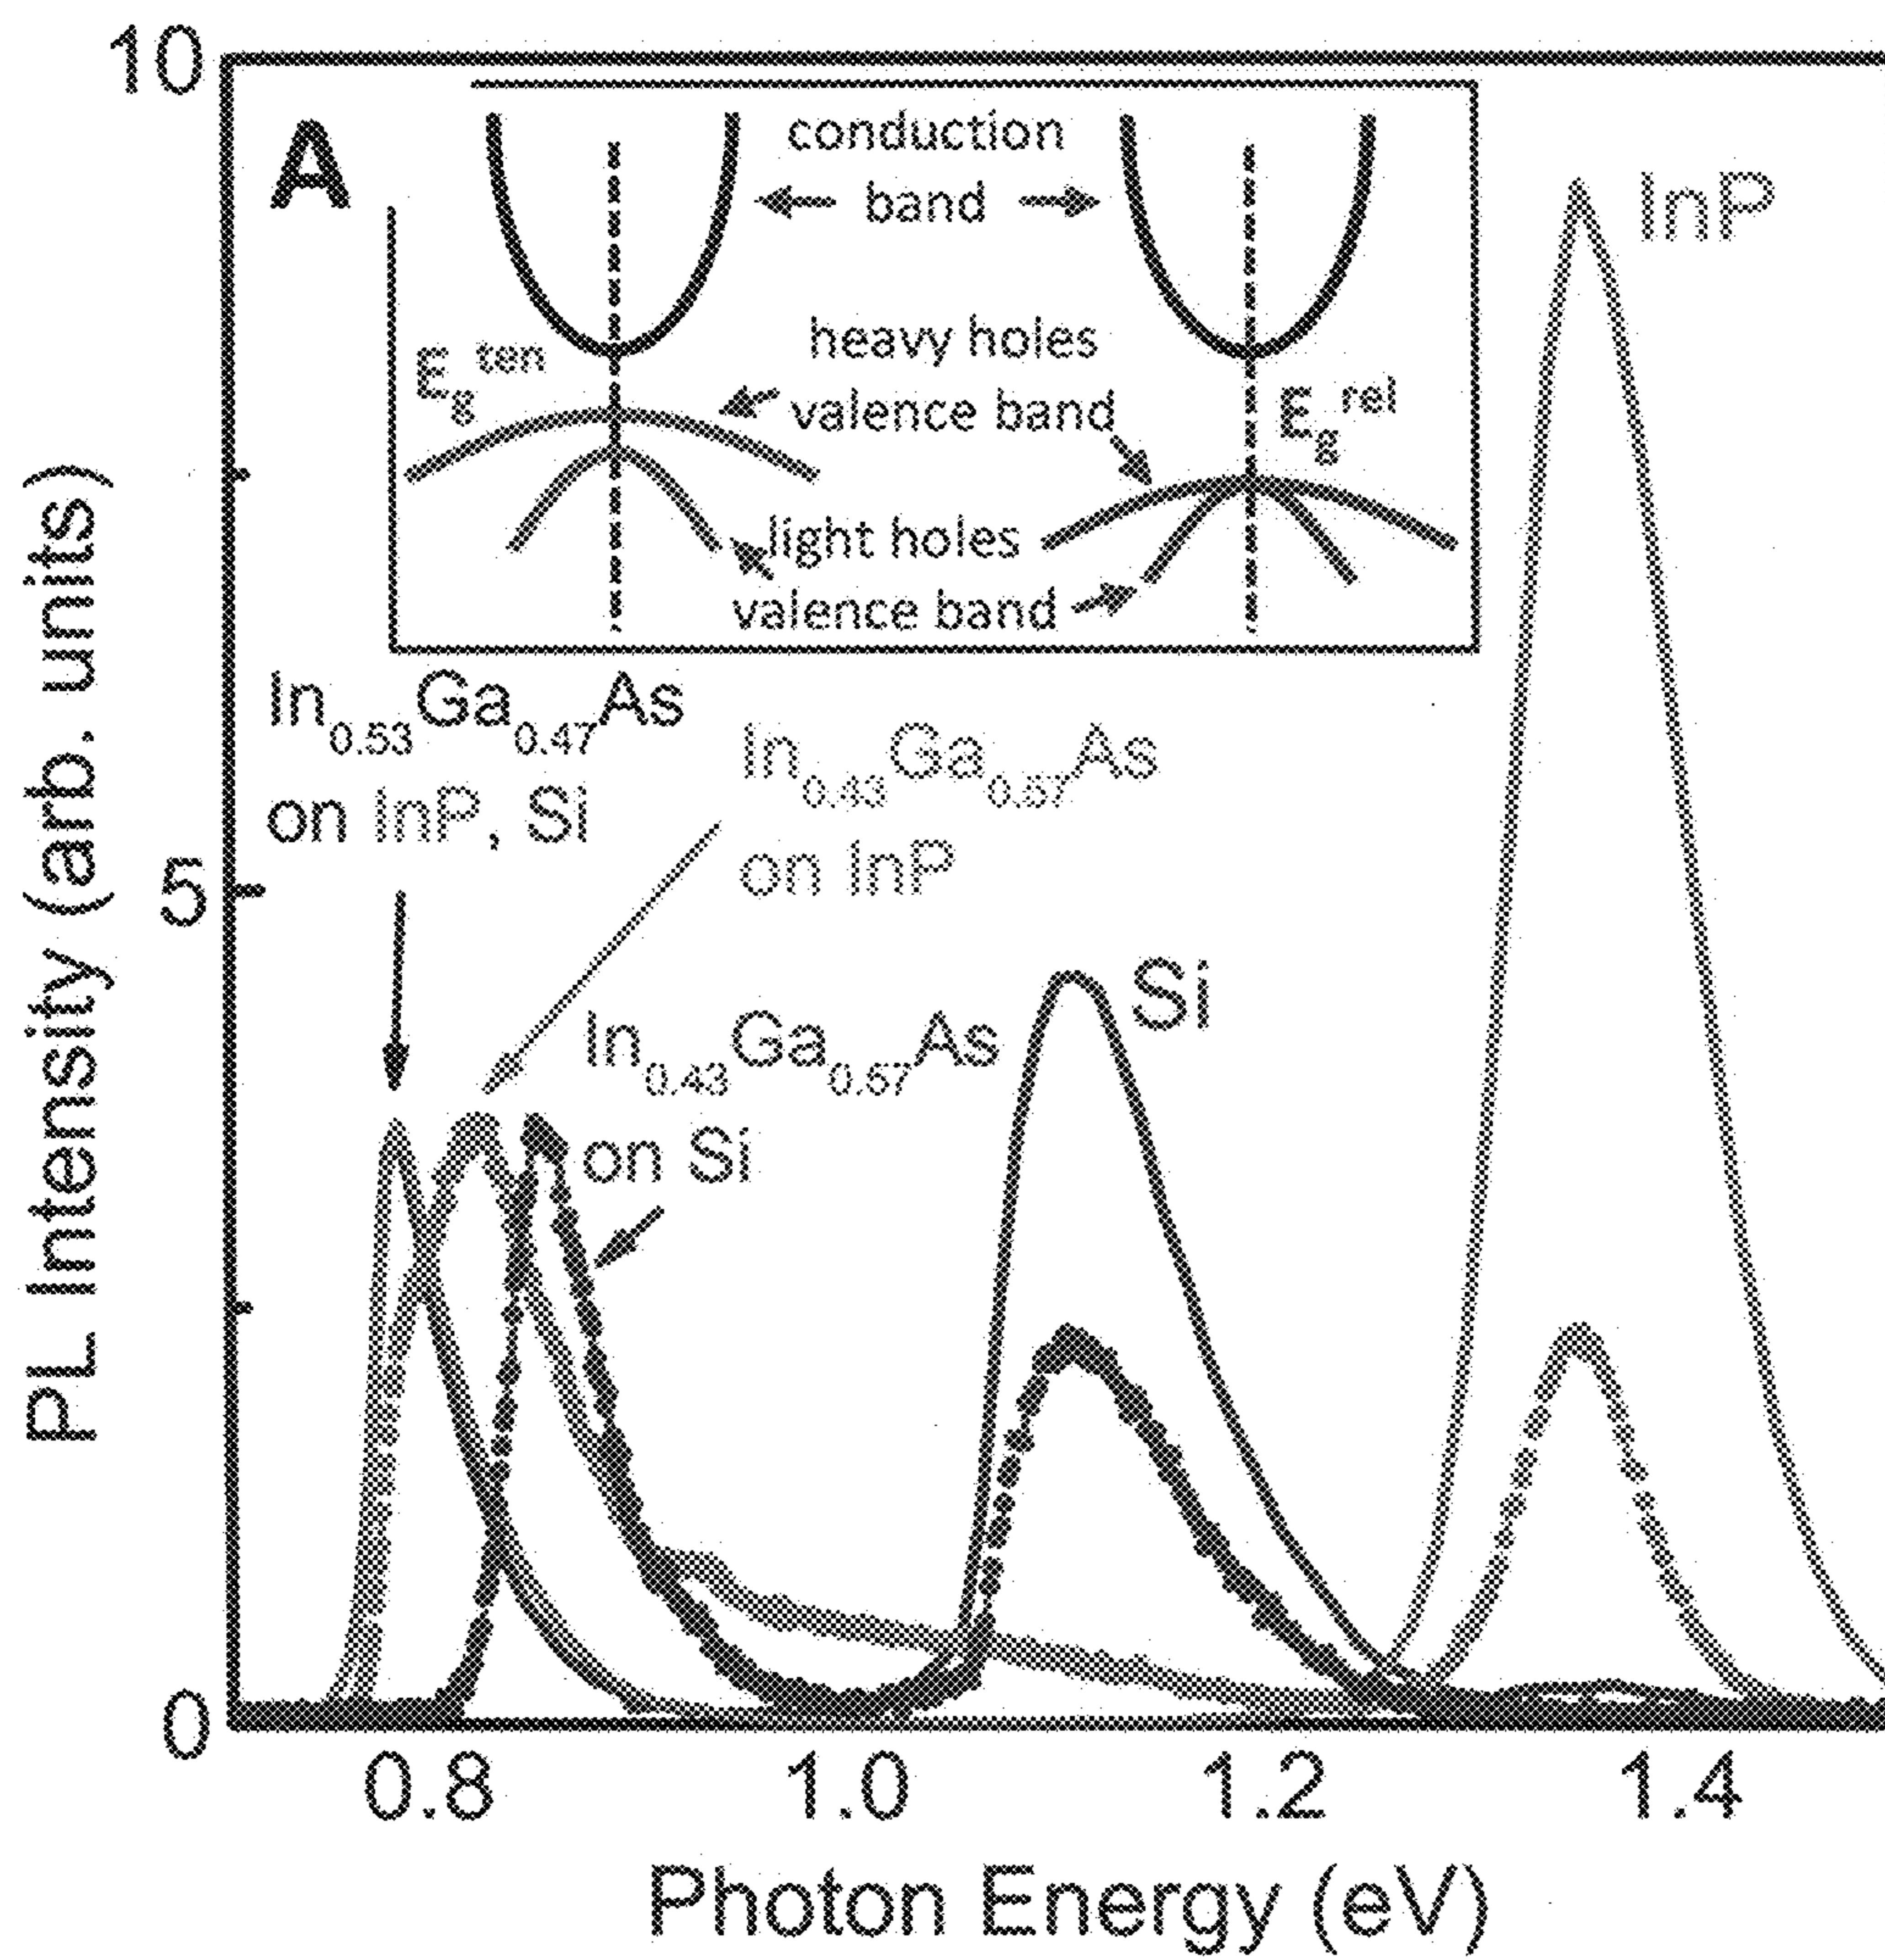 10
A
conduction
band
InP
heavy holes
valence band
E_g^ten
E_g^rel
light holes
valence band
In0.53Ga0.47As
on InP, Si
In0.43Ga0.57As
on InP
5
In0.43Ga0.57As
on Si
Si
0
0.8 1.0 1.2 1.4
Photon Energy (eV)
PL Intensity (arb. units)